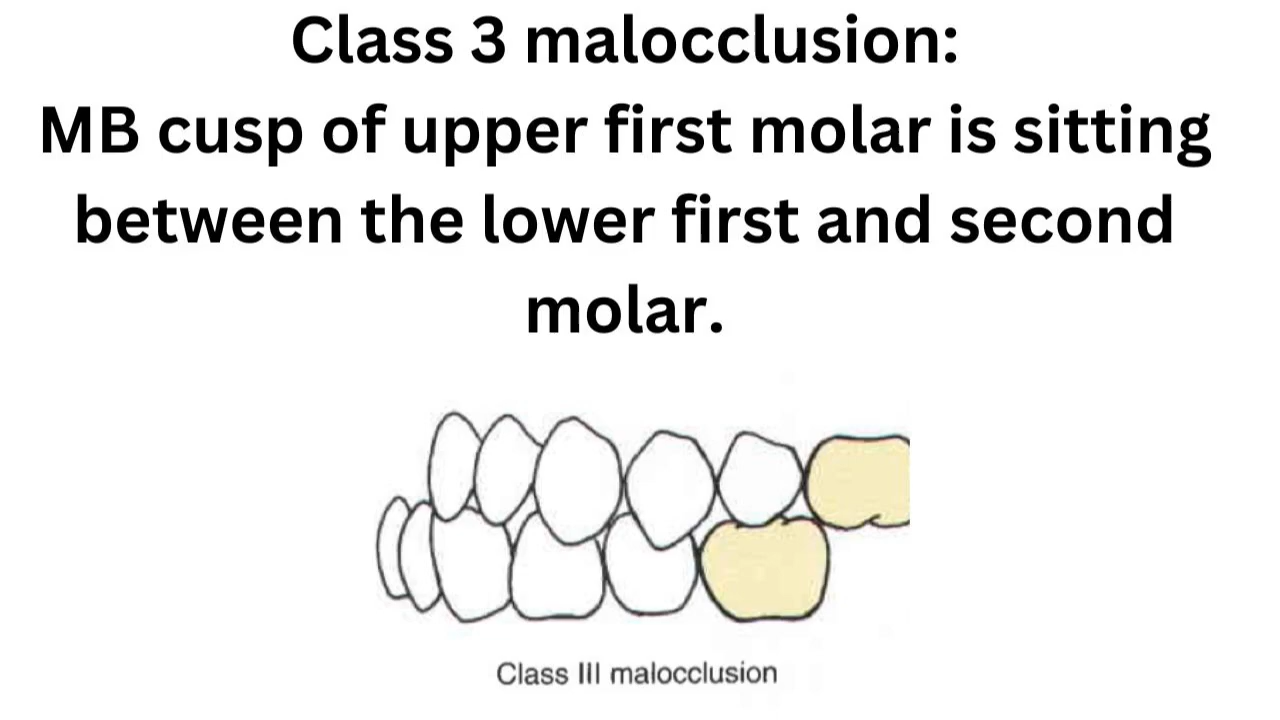 Class 3 malocclusion:
MB cusp of upper first molar is sitting
between the lower first and second
molar.
Class III malocclusion